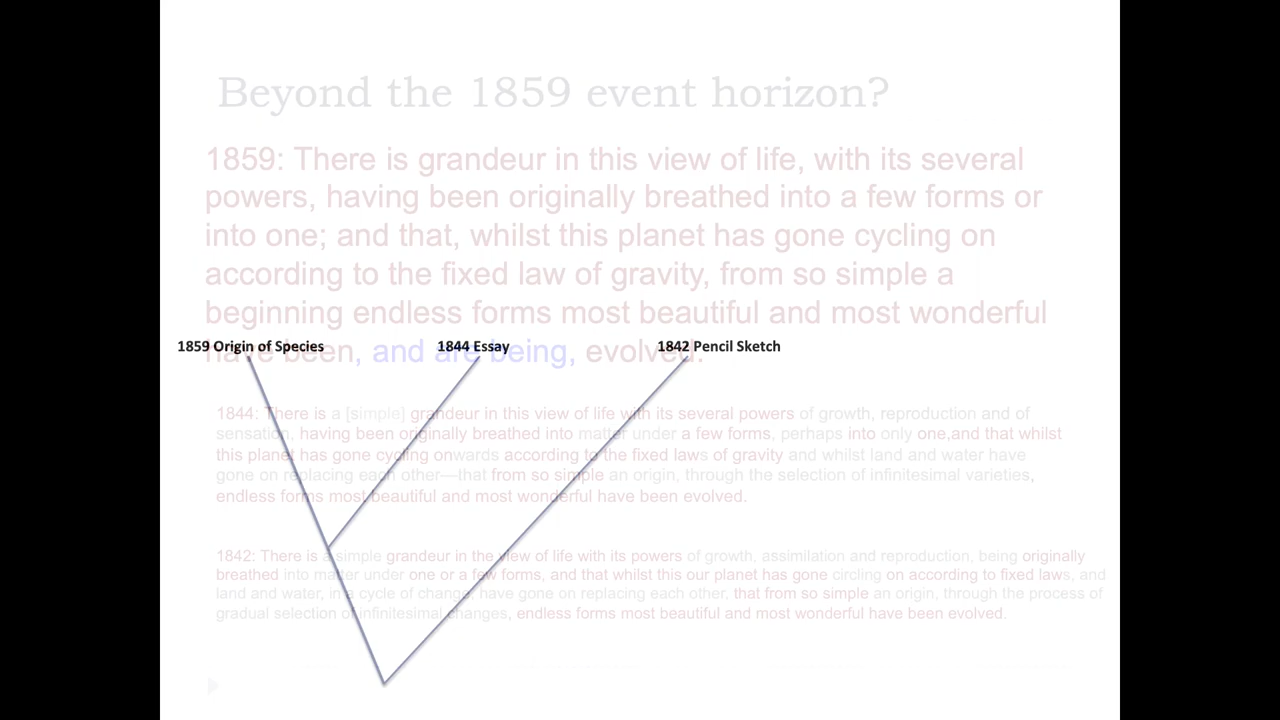 Beyond the 1859 event horizon?
1859: There is grandeur in this view of life, with its several
powers, having been originally breathed into a few forms or
into one; and that, whilst this planet has gone cycling on
according to the fixed law of gravity, from so simple a
beginning endless forms most beautiful and most wonderful
have been, and are being, evolved.
1859 Origin of Species 1844 Essay 1842 Pencil Sketch
1844: There is a [simple] grandeur in this view of life with its several powers of growth, reproduction and of
sensation, having been originally breathed into matter under a few forms, perhaps into only one,and that whilst
this planet has gone cycling onwards according to the fixed laws of gravity and whilst land and water have
gone on replacing each other—that from so simple an origin, through the selection of infinitesimal varieties,
endless forms most beautiful and most wonderful have been evolved.
1842: There is a simple grandeur in the view of life with its powers of growth, assimilation and reproduction, being originally
breathed into matter under one or a few forms, and that whilst this our planet has gone circling on according to fixed laws, and
land and water, in a cycle of change, have gone on replacing each other, that from so simple an origin, through the process of
gradual selection of infinitesimal changes, endless forms most beautiful and most wonderful have been evolved.